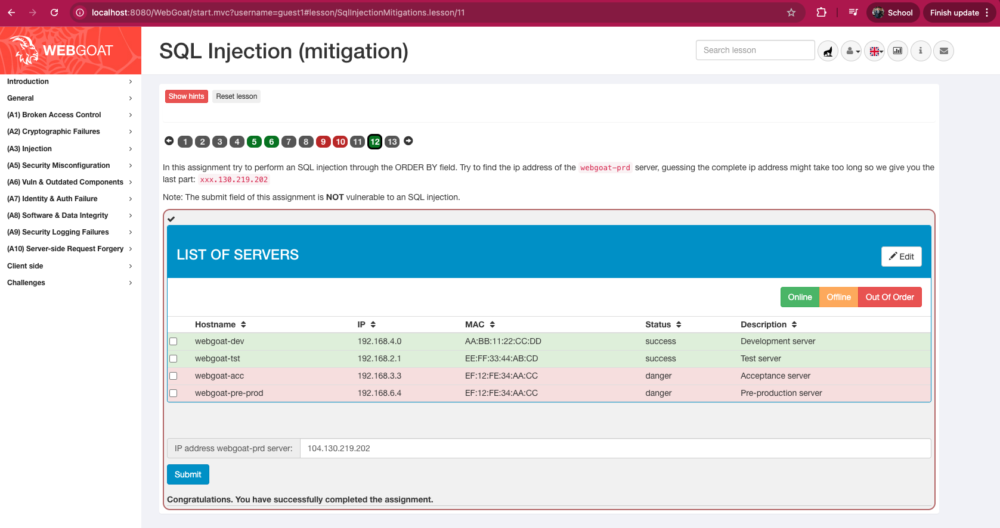 localhost:8080/WebGoat/start.mvc?username=guest1#lesson/SqlInjectionMitigations.lesson/11
School
Finish update
WEBGOAT
SQL Injection (mitigation)
Search lesson
Introduction
General
(A1) Broken Access Control
(A2) Cryptographic Failures
(A3) Injection
(A5) Security Misconfiguration
(A6) Vuln & Outdated Components
(A7) Identity & Auth Failure
(A8) Software & Data Integrity
(A9) Security Logging Failures
(A10) Server-side Request Forgery
Client side
Challenges
Show hints Reset lesson
1 2 3 4 5 6 7 8 9 10 11 12 13
In this assignment try to perform an SQL injection through the ORDER BY field. Try to find the ip address of the webgoat-prd server, guessing the complete ip address might take too long so we give you the
last part: xxx.130.219.202
Note: The submit field of this assignment is NOT vulnerable to an SQL injection.
LIST OF SERVERS
Edit
Online Offline Out Of Order
Hostname IP MAC Status Description
webgoat-dev 192.168.4.0 AA:BB:11:22:CC:DD success Development server
webgoat-tst 192.168.2.1 EE:FF:33:44:AB:CD success Test server
webgoat-acc 192.168.3.3 EF:12:FE:34:AA:CC danger Acceptance server
webgoat-pre-prod 192.168.6.4 EF:12:FE:34:AA:CC danger Pre-production server
IP address webgoat-prd server: 104.130.219.202
Submit
Congratulations. You have successfully completed the assignment.